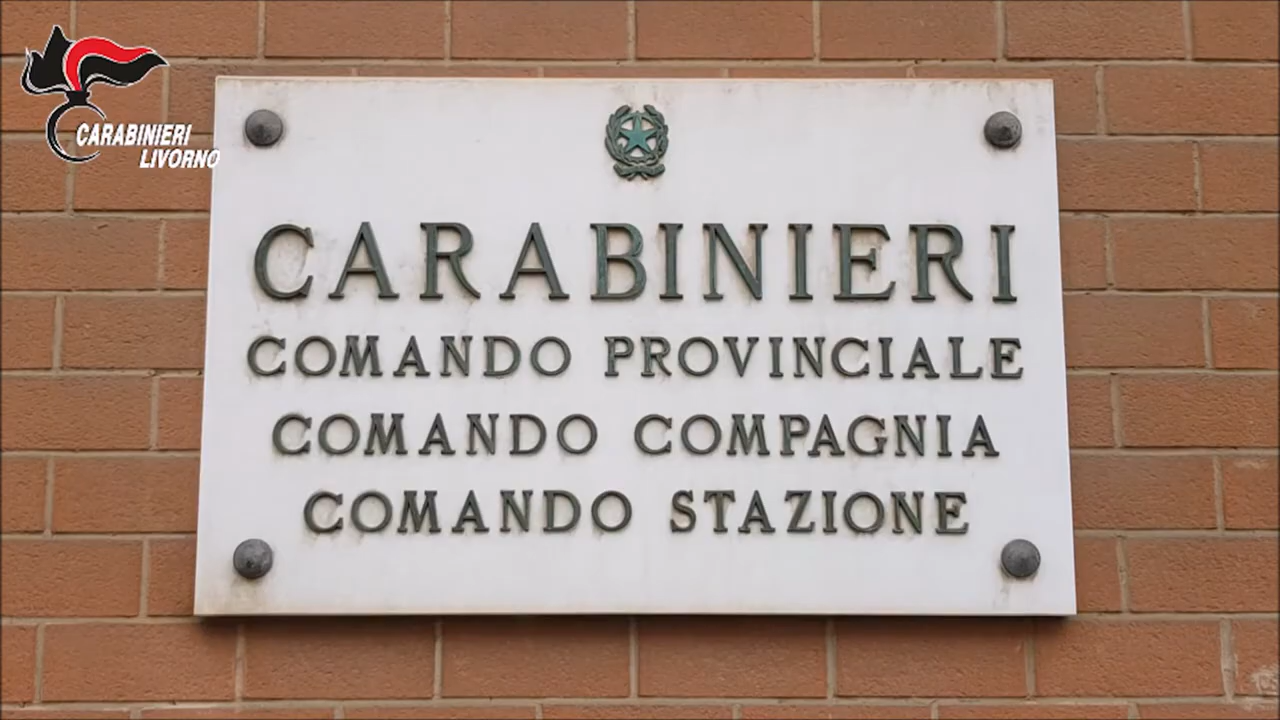 CARABINIERI
LIVORNO
CARABINIERI
COMANDO PROVINCIALE
COMANDO COMPAGNIA
COMANDO STAZIONE